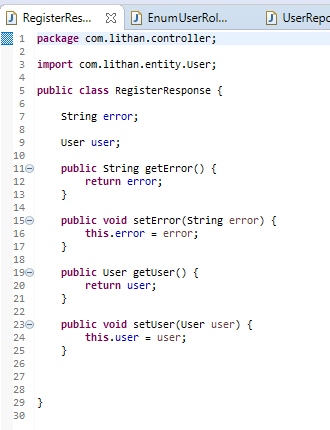 RegisterRes... EnumUserRol... UserRepo
1 package com.lithan.controller;
2
3 import com.lithan.entity.User;
4
5 public class RegisterResponse {
6
7 String error;
8
9 User user;
10
11 public String getError() {
12 return error;
13 }
14
15 public void setError(String error) {
16 this.error = error;
17 }
18
19 public User getUser() {
20 return user;
21 }
22
23 public void setUser(User user) {
24 this.user = user;
25 }
26
27
28
29 }
30